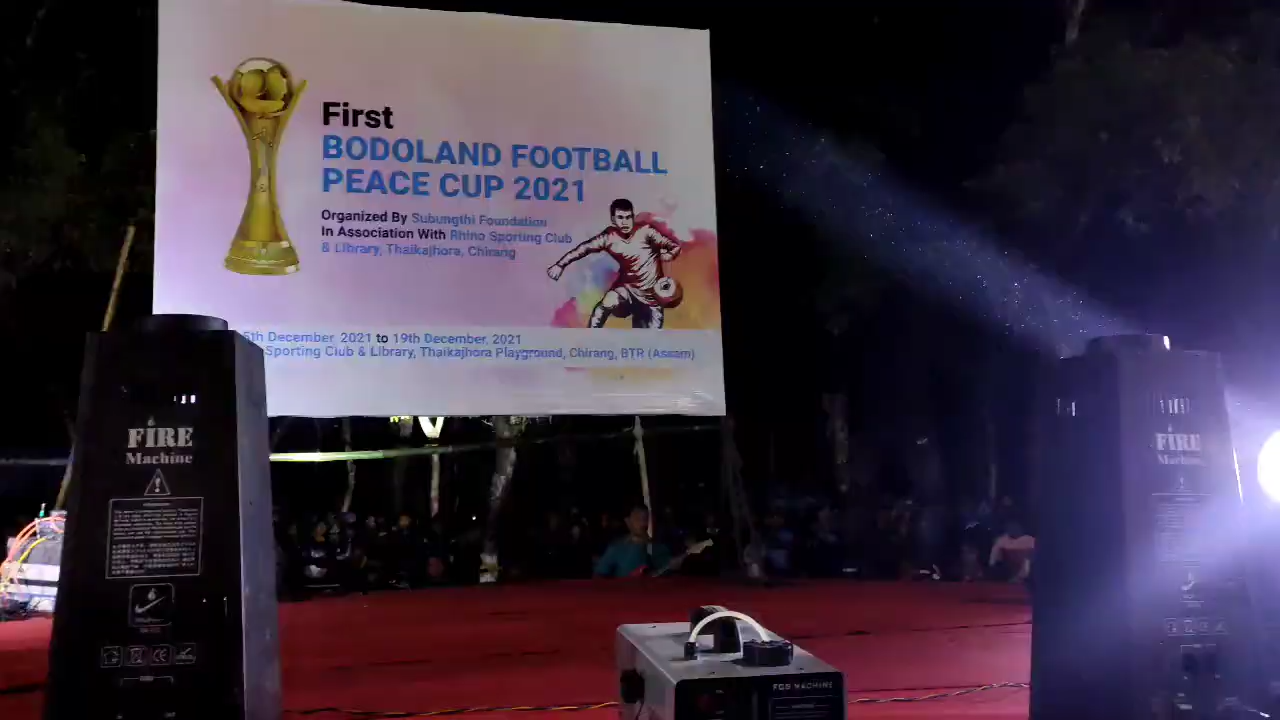 First
BODOLAND FOOTBALL
PEACE CUP 2021
Organized By Subungthi Foundation
In Association With Rhino Sporting Club
& Library, Thaikajhora, Chirang
5th December, 2021 to 19th December, 2021
Sporting Club & Library, Thaikajhora Playground, Chirang, BTR (Assam)
FIRE
Machine
FIRE
Machine
FOG MACHINE